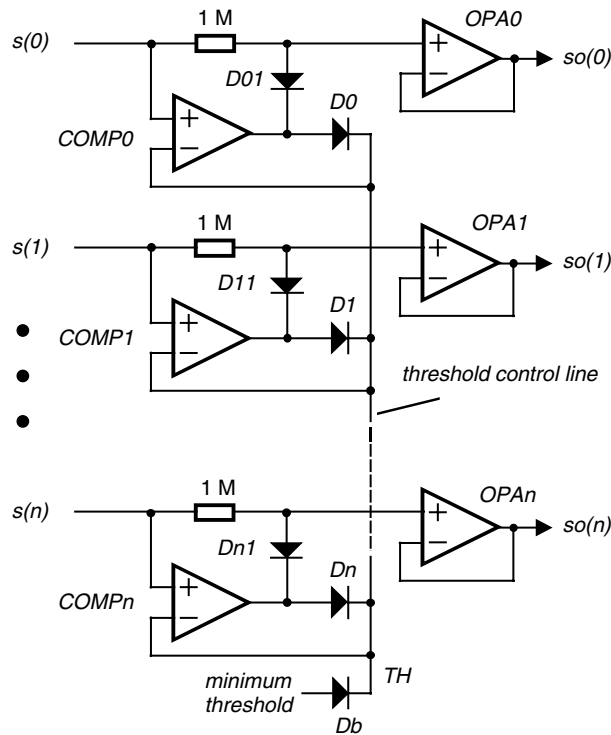 1 M
OPA0
s(0)
+
−
so(0)
D01
D0
COMP0
+
−
1 M
OPA1
s(1)
+
−
so(1)
D11
D1
COMP1
+
−
threshold control line
1 M
OPAn
s(n)
+
−
so(n)
Dn1
Dn
COMPn
+
−
TH
minimum
threshold
Db